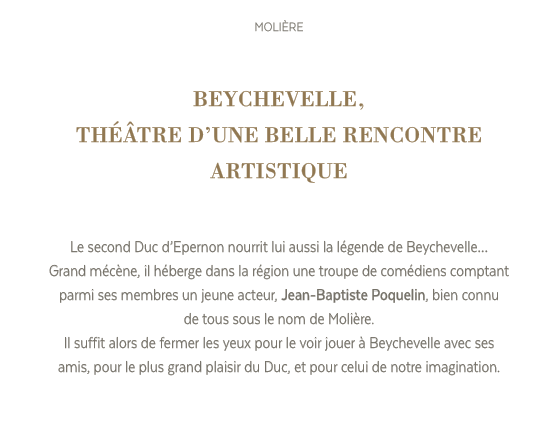 MOLIÈRE
BEYCHEVELLE,
THÉÂTRE D’UNE BELLE RENCONTRE
ARTISTIQUE
Le second Duc d’Epernon nourrit lui aussi la légende de Beychevelle…
Grand mécène, il héberge dans la région une troupe de comédiens comptant
parmi ses membres un jeune acteur, Jean-Baptiste Poquelin, bien connu
de tous sous le nom de Molière.
Il suffit alors de fermer les yeux pour le voir jouer à Beychevelle avec ses
amis, pour le plus grand plaisir du Duc, et pour celui de notre imagination.